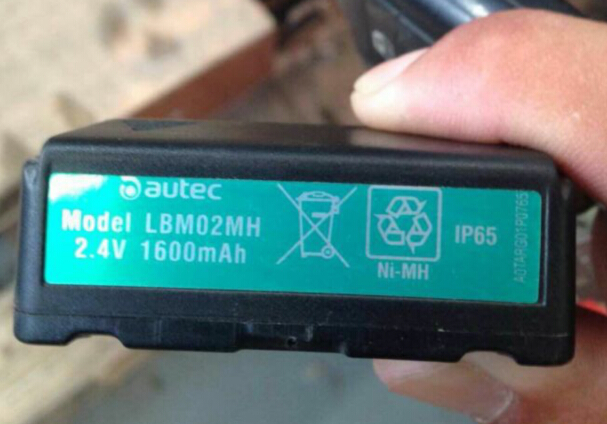 autec
Model LBM02MH
2.4V 1600mAh
Ni-MH
IP65
A0TARG01P0765